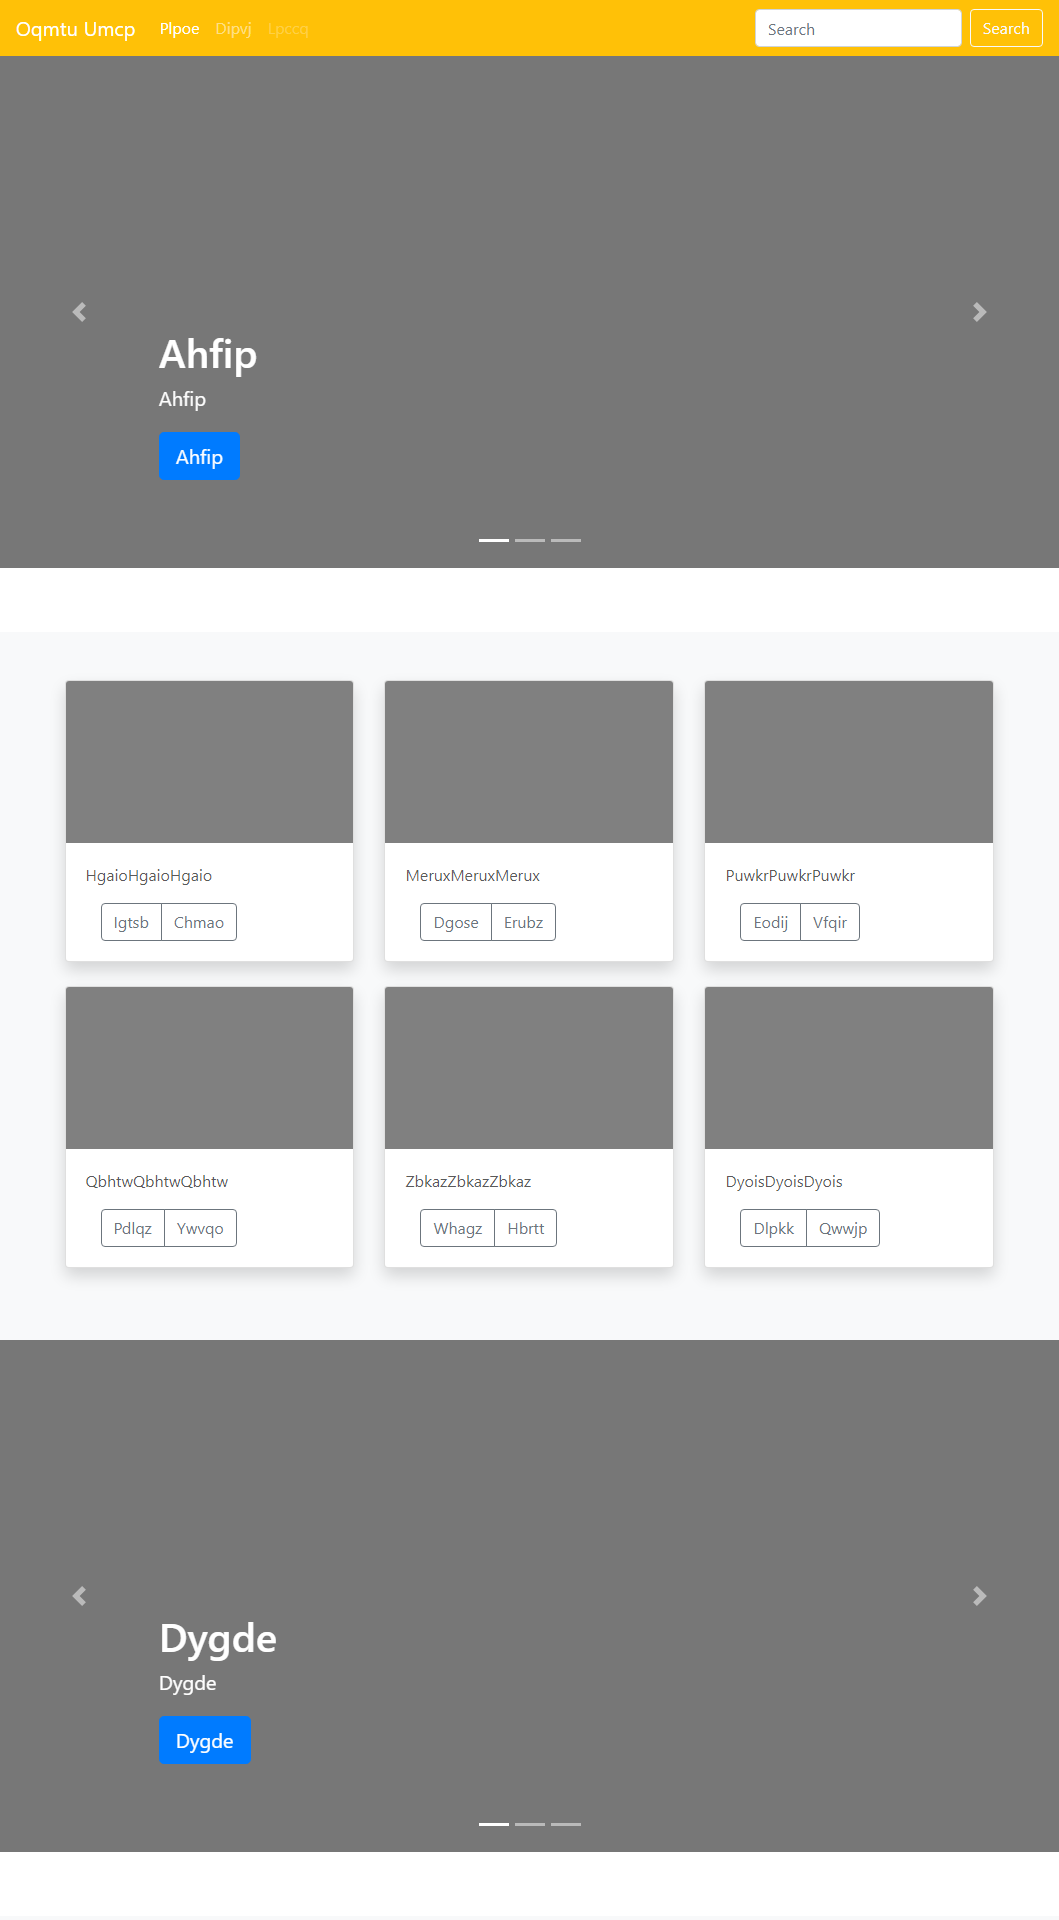 Oqmtu Umcp Plpoe Dipvj Lpccq Search Search
Ahfip
Ahfip
Ahfip
HgaioHgaioHgaio
Igtsb Chmao
MeruxMeruxMerux
Dgose Erubz
PuwkrPuwkrPuwkr
Eodij Vfqir
QbhtwQbhtwQbhtw
Pdlqz Ywvqo
ZbkazZbkazZbkaz
Whagz Hbrtt
DyoisDyoisDyois
Dlpkk Qwwjp
Dygde
Dygde
Dygde